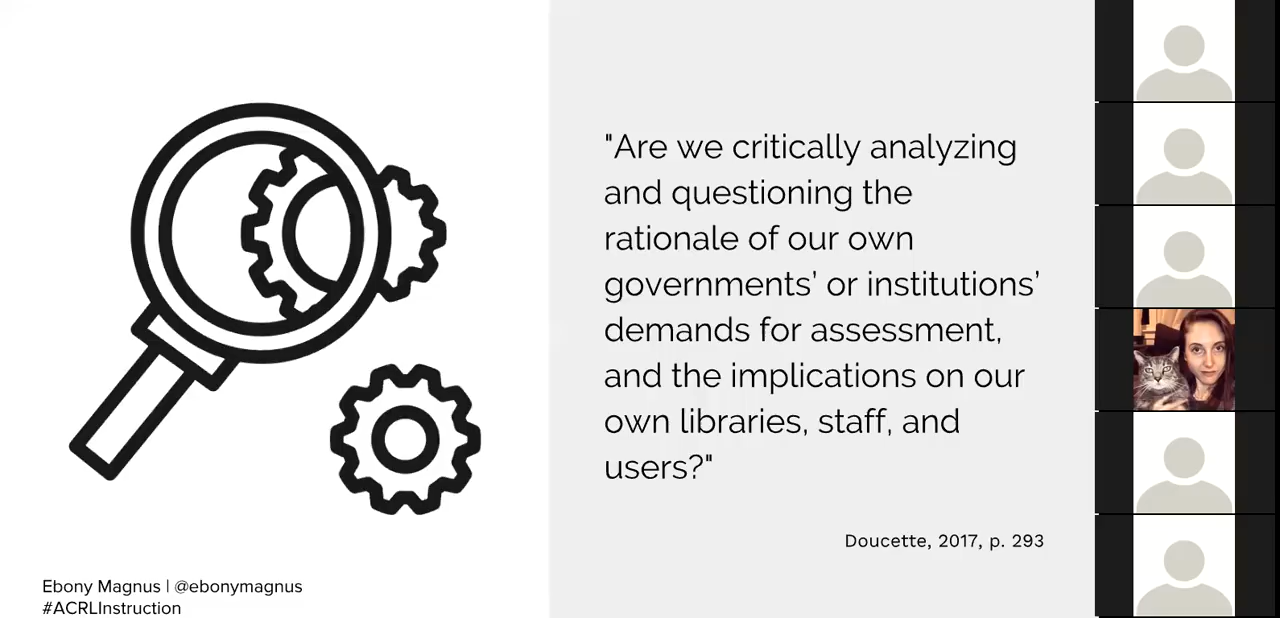 "Are we critically analyzing
and questioning the
rationale of our own
governments’ or institutions’
demands for assessment,
and the implications on our
own libraries, staff, and
users?"
Doucette, 2017, p. 293
Ebony Magnus | @ebonymagnus
#ACRLInstruction